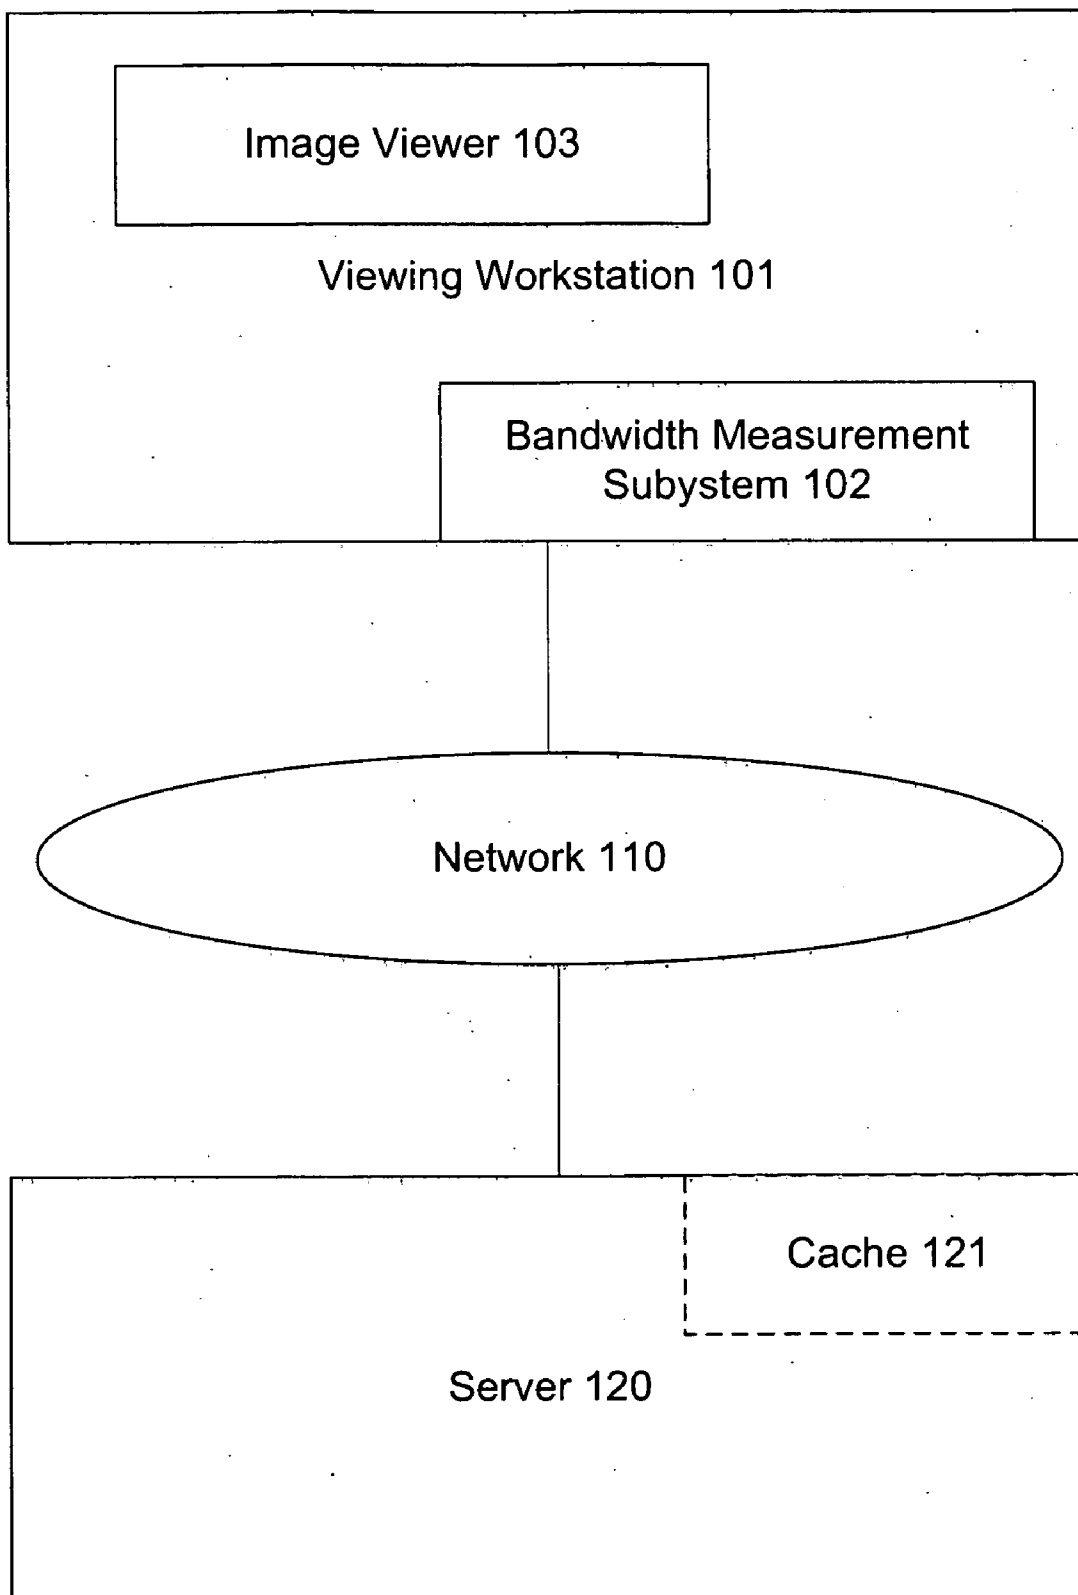 Image Viewer 103
Viewing Workstation 101
Bandwidth Measurement
Subystem 102
Network 110
Cache 121
Server 120